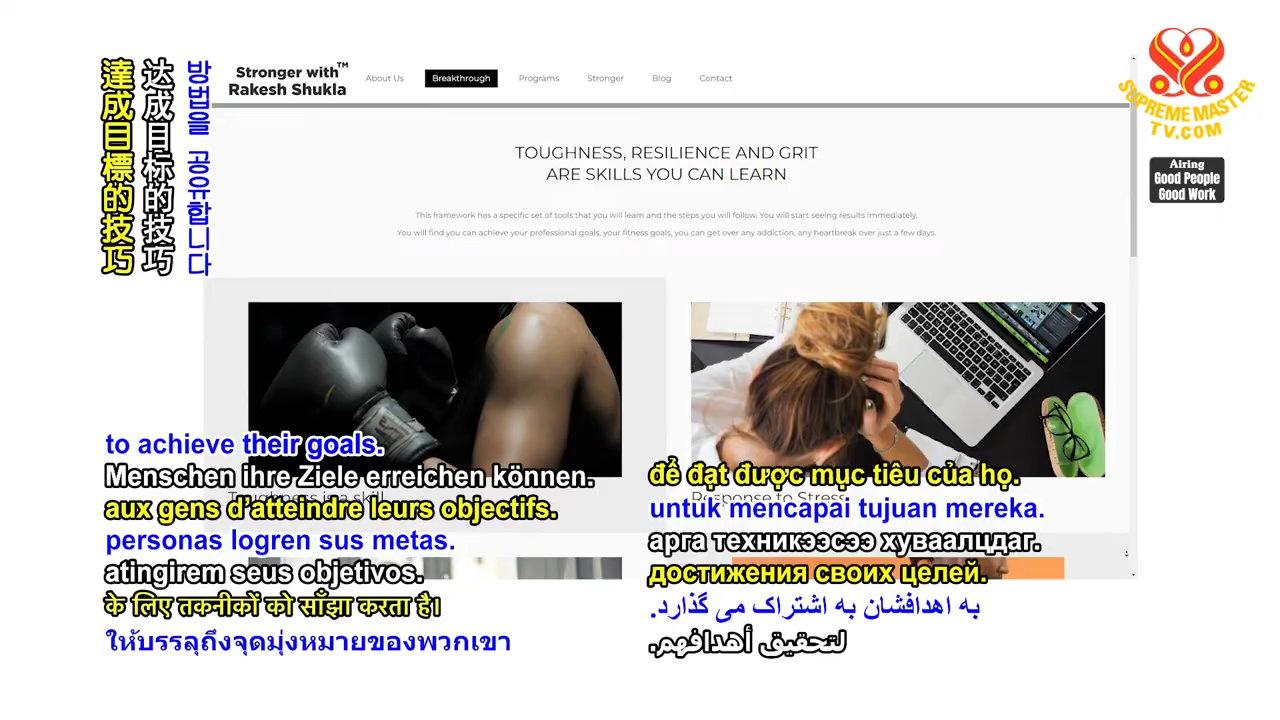 達成目標的技巧
达成目标的技巧
방법을 공유합니다
Stronger with™
Rakesh Shukla
About Us
Breakthrough
Programs
Stronger
Blog
Contact
SUPREME MASTER
TV.COM
Airing
Good People
Good Work
TOUGHNESS, RESILIENCE AND GRIT
ARE SKILLS YOU CAN LEARN
This framework has a specific set of tools that you will learn and the steps you will follow. You will start seeing results immediately.
You will find you can achieve your professional goals, your fitness goals, you can get over any addiction, any heartbreak over just a few days.
Toughness is a skill
Response to Stress
to achieve their goals.
Menschen ihre Ziele erreichen können.
aux gens d’atteindre leurs objectifs.
personas logren sus metas.
atingirem seus objetivos.
के लिए तकनीकों को साँझा करता है।
ให้บรรลุถึงจุดมุ่งหมายของพวกเขา
để đạt được mục tiêu của họ.
untuk mencapai tujuan mereka.
арга техникээсээ хуваалцдаг.
достижения своих целей.
به اهدافشان به اشتراک می گذارد.
لتحقيق أهدافهم.